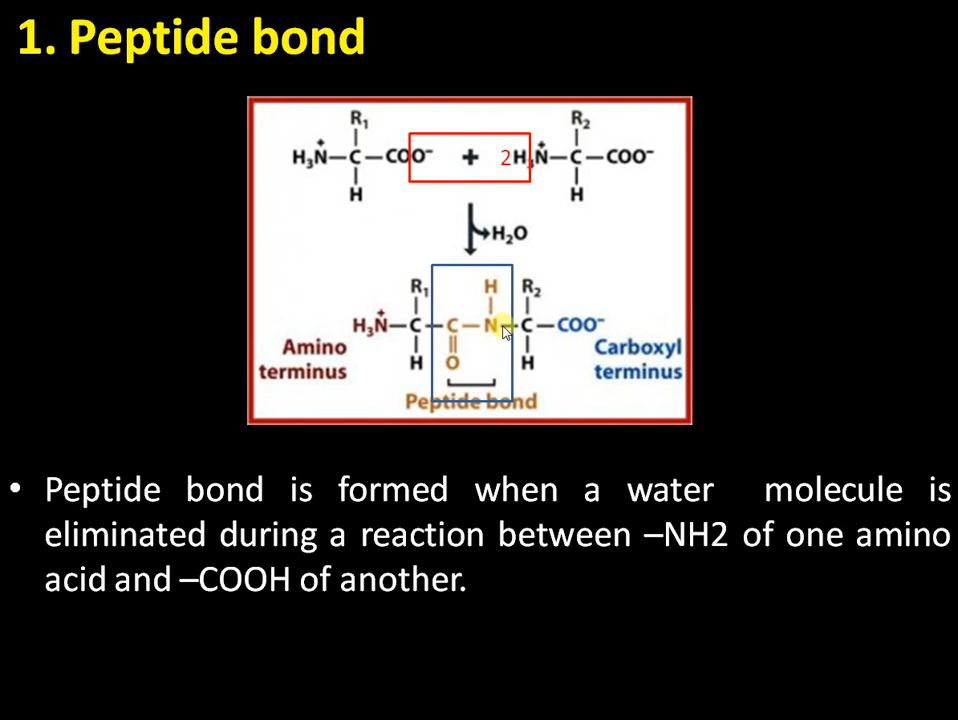 1. Peptide bond
R₁ R₂
H₃N⁺—C—COO⁻ + 2H₃N⁺—C—COO⁻
H H
H₂O
R₁ H R₂
H₃N⁺—C—C—N—C—COO⁻
Amino Carboxyl
H O H
terminus terminus
Peptide bond
• Peptide bond is formed when a water molecule is
eliminated during a reaction between –NH2 of one amino
acid and –COOH of another.